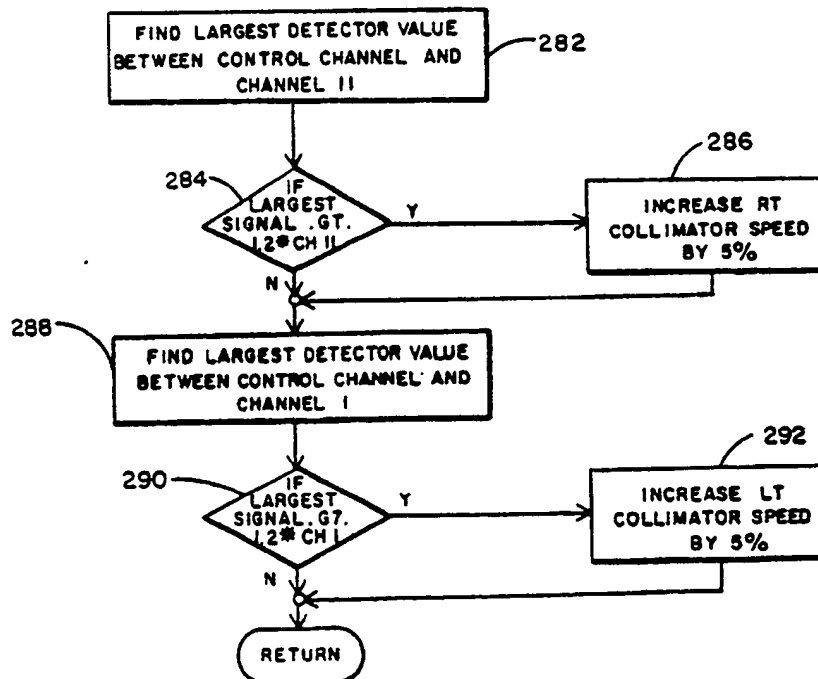 FIND LARGEST DETECTOR VALUE
BETWEEN CONTROL CHANNEL AND
CHANNEL II
282
284
IF
LARGEST
SIGNAL .GT.
1.2* CH II
Y
N
286
INCREASE RT
COLLIMATOR SPEED
BY 5%
288
FIND LARGEST DETECTOR VALUE
BETWEEN CONTROL CHANNEL AND
CHANNEL I
290
IF
LARGEST
SIGNAL . G7.
1.2* CH I
Y
N
292
INCREASE LT
COLLIMATOR SPEED
BY 5%
RETURN